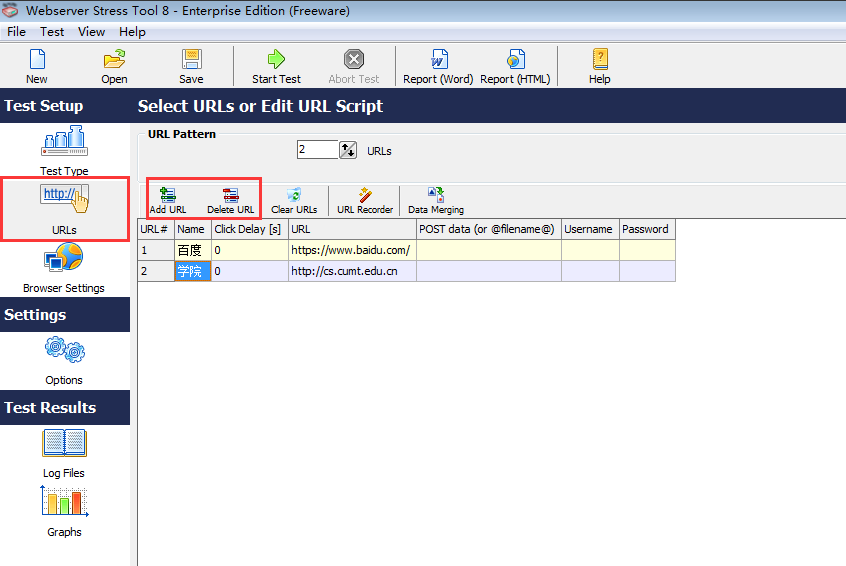 Webserver Stress Tool 8 - Enterprise Edition (Freeware)
File Test View Help
New Open Save Start Test Abort Test Report (Word) Report (HTML) Help
Test Setup
Select URLs or Edit URL Script
URL Pattern
2 URLs
Test Type
http://
URLs
Add URL Delete URL Clear URLs URL Recorder Data Merging
URL# Name Click Delay [s] URL POST data (or @filename@) Username Password
1 百度 0 https://www.baidu.com/
2 学院 0 http://cs.cumt.edu.cn
Browser Settings
Settings
Options
Test Results
Log Files
Graphs